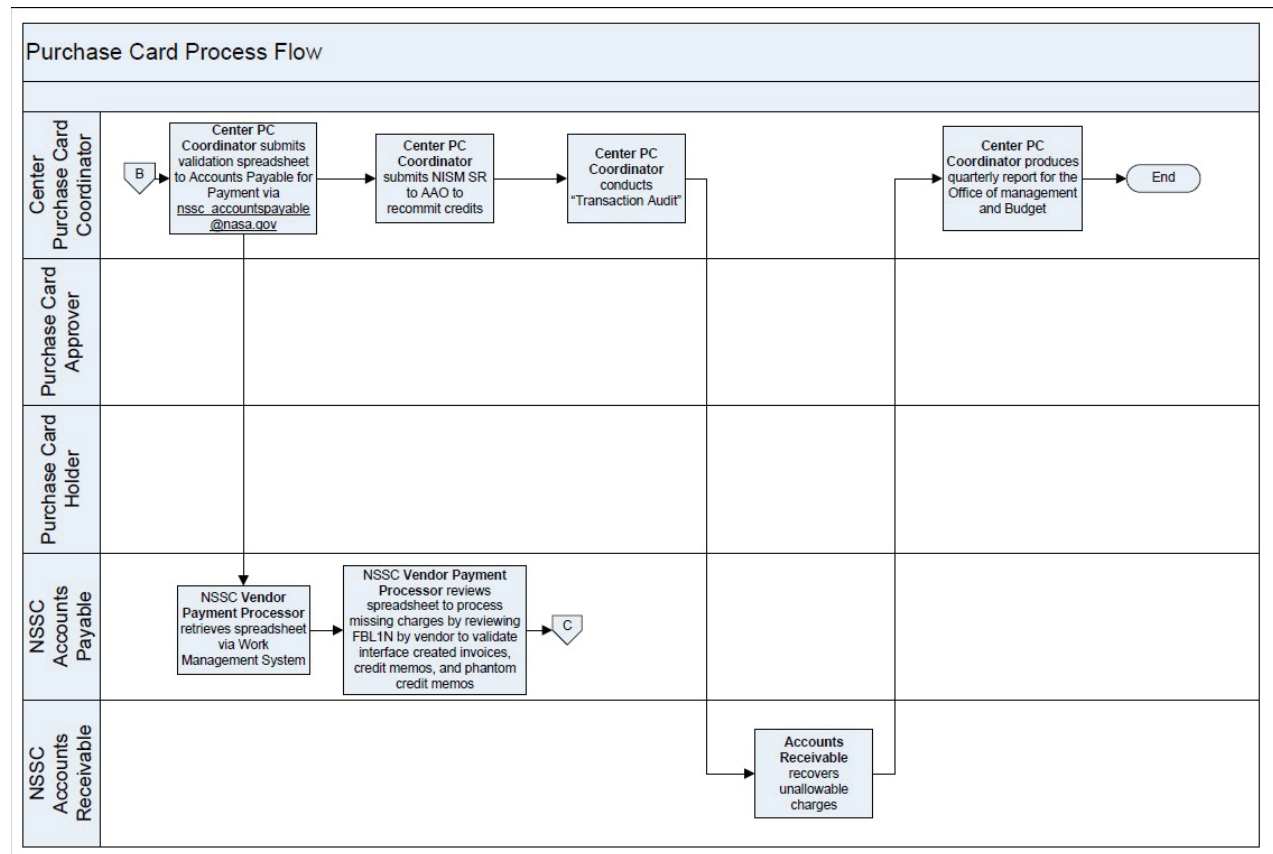 Purchase Card Process Flow
Center
Purchase Card
Coordinator
B
Center PC
Coordinator submits
validation spreadsheet
to Accounts Payable for
Payment via
nssc_accountspayable
@nasa.gov
Center PC
Coordinator
submits NISM SR
to AAO to
recommit credits
Center PC
Coordinator
conducts
“Transaction Audit”
Center PC
Coordinator produces
quarterly report for the
Office of management
and Budget
End
Purchase Card
Approver
Purchase Card
Holder
NSSC
Accounts
Payable
NSSC Vendor
Payment Processor
retrieves spreadsheet
via Work
Management System
NSSC Vendor Payment
Processor reviews
spreadsheet to process
missing charges by reviewing
FBL1N by vendor to validate
interface created invoices,
credit memos, and phantom
credit memos
C
NSSC
Accounts
Receivable
Accounts
Receivable
recovers
unallowable
charges